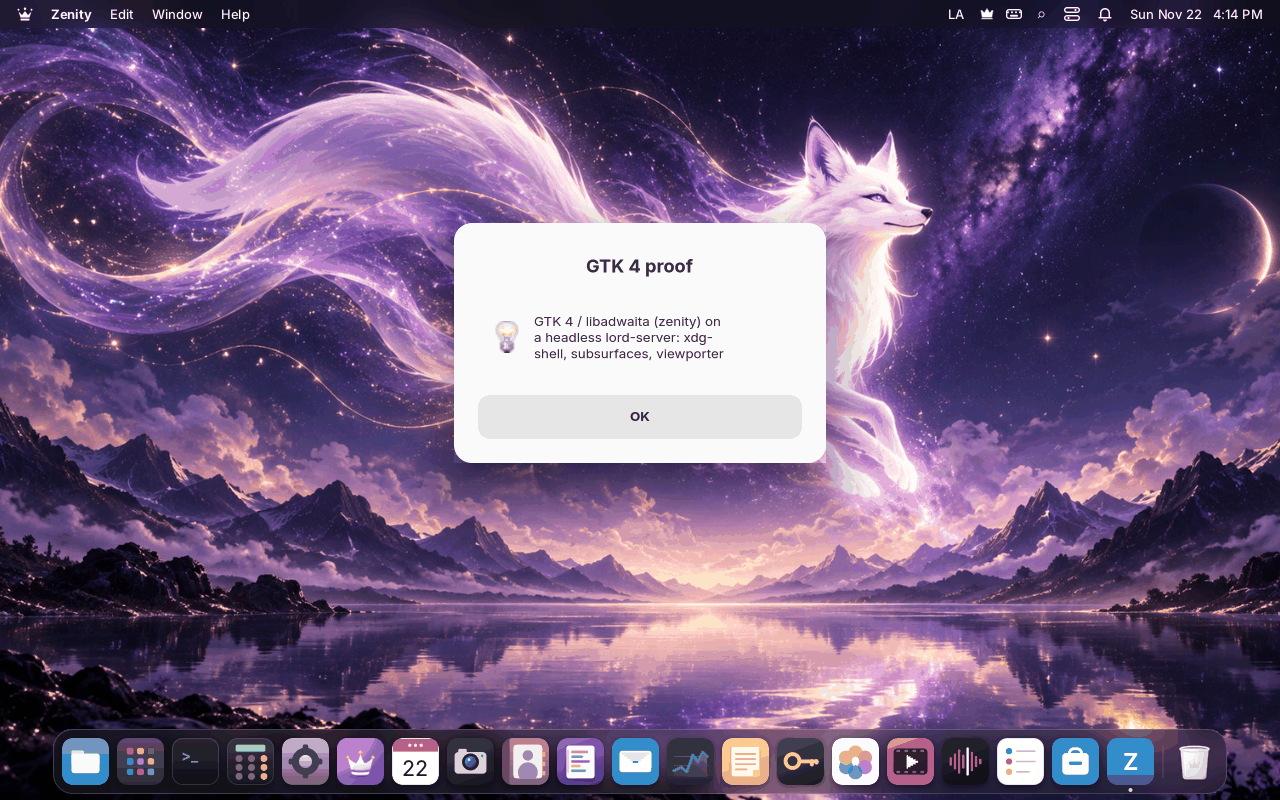 Zenity Edit Window Help LA Sun Nov 22 4:14 PM
GTK 4 proof
GTK 4 / libadwaita (zenity) on
a headless lord-server: xdg-
shell, subsurfaces, viewporter
OK
>_
22
Z